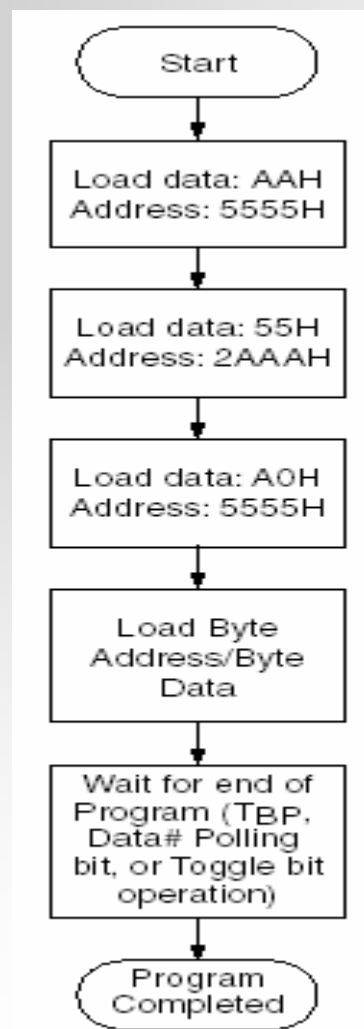 Start
Load data: AAH
Address: 5555H
Load data: 55H
Address: 2AAAH
Load data: A0H
Address: 5555H
Load Byte
Address/Byte
Data
Wait for end of
Program (TBP,
Data# Polling
bit, or Toggle bit
operation)
Program
Completed